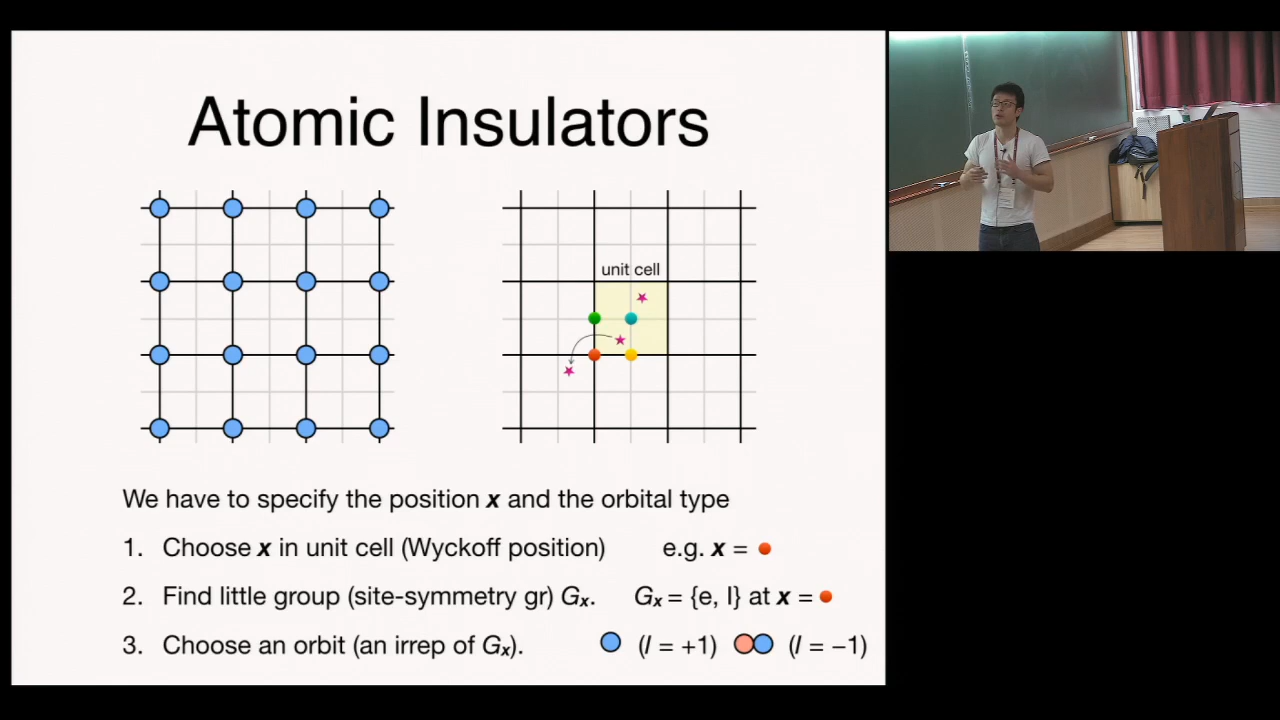 Atomic Insulators
unit cell
We have to specify the position x and the orbital type
1. Choose x in unit cell (Wyckoff position) e.g. x =
2. Find little group (site-symmetry gr) Gx. Gx = {e, I} at x =
3. Choose an orbit (an irrep of Gx). (I = +1) (I = −1)